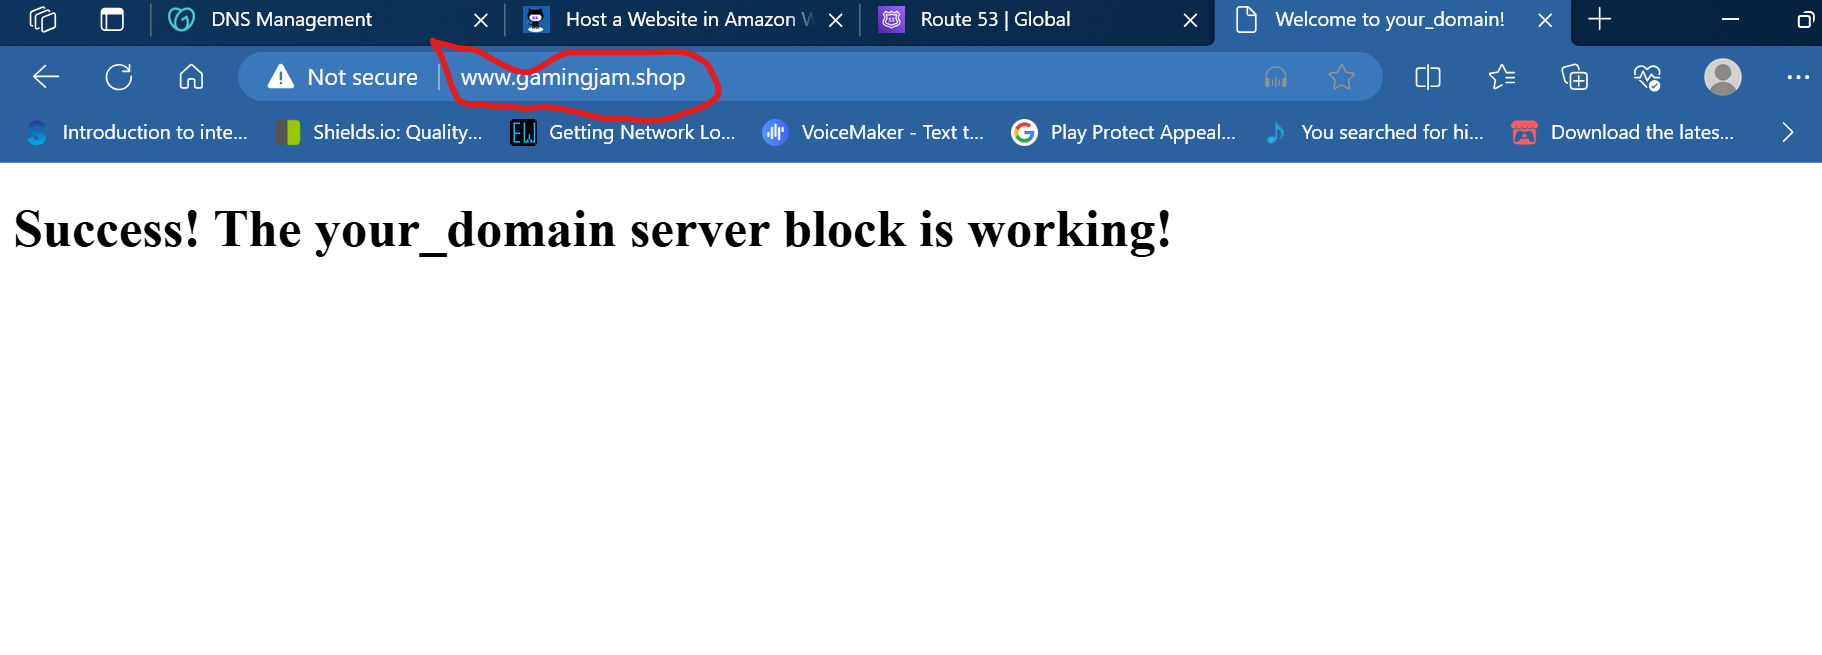 DNS Management
Host a Website in Amazon W
Route 53 | Global
Welcome to your_domain!
Not secure
www.gamingjam.shop
Introduction to inte...
Shields.io: Quality...
EW
Getting Network Lo...
VoiceMaker - Text t...
Play Protect Appeal...
You searched for hi...
Download the lates...
Success! The your_domain server block is working!